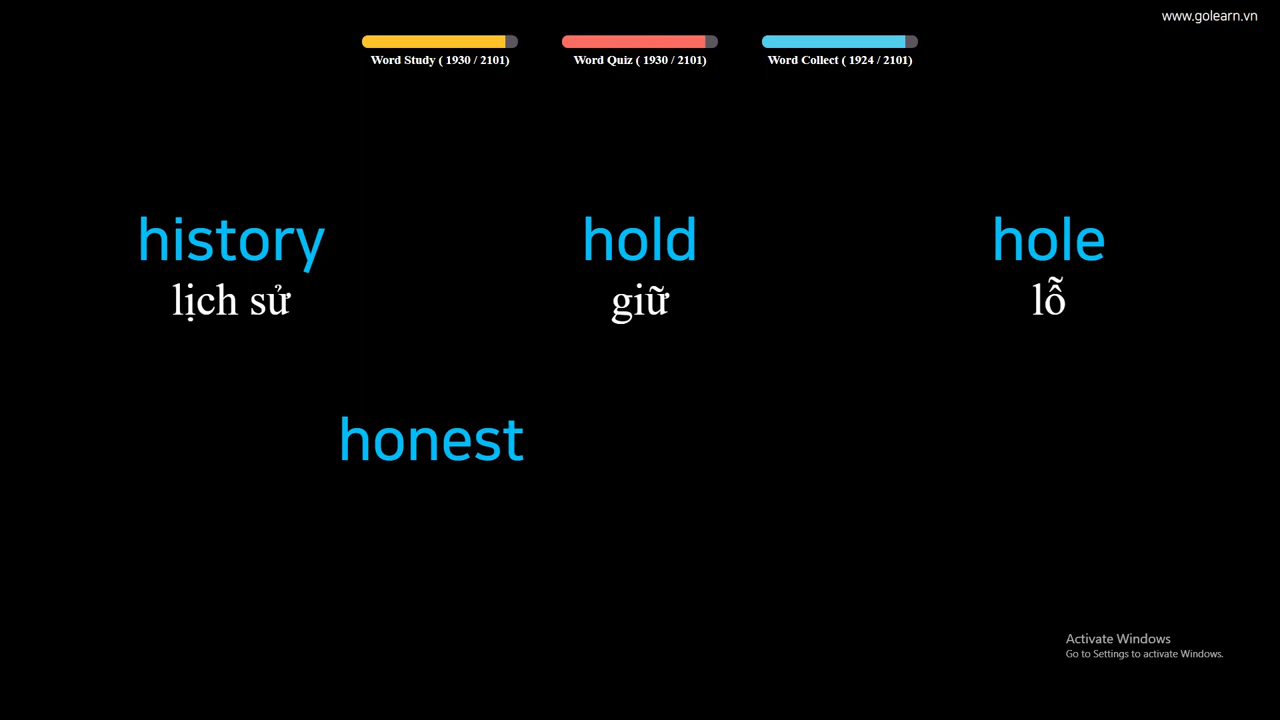 www.golearn.vn
Word Study ( 1930 / 2101)
Word Quiz ( 1930 / 2101)
Word Collect ( 1924 / 2101)
history
hold
hole
lịch sử
giữ
lỗ
honest
Activate Windows
Go to Settings to activate Windows.